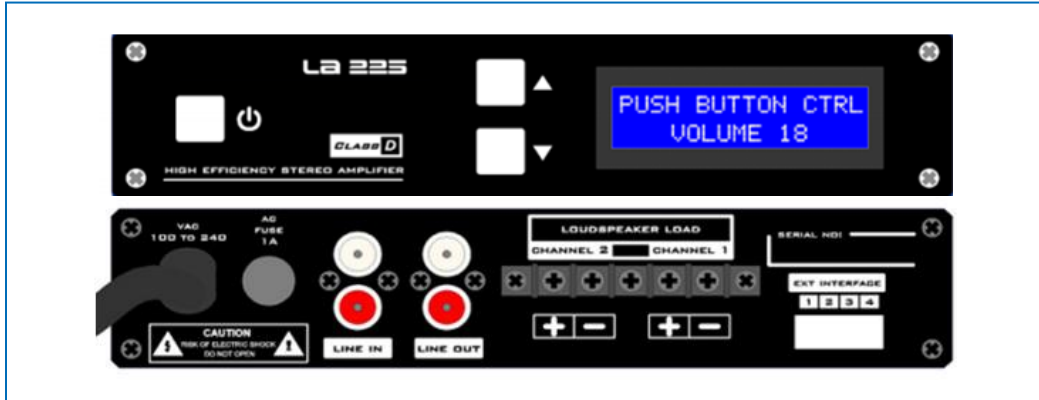 LA 225
PUSH BUTTON CTRL
VOLUME 18
CLASS D
HIGH EFFICIENCY STEREO AMPLIFIER
VAC
100 TO 240
AC
FUSE
1A
LOUDSPEAKER LOAD
CHANNEL 2 CHANNEL 1
SERIAL NO:
EXT INTERFACE
1 2 3 4
+ - + -
CAUTION
RISK OF ELECTRIC SHOCK
DO NOT OPEN
LINE IN LINE OUT